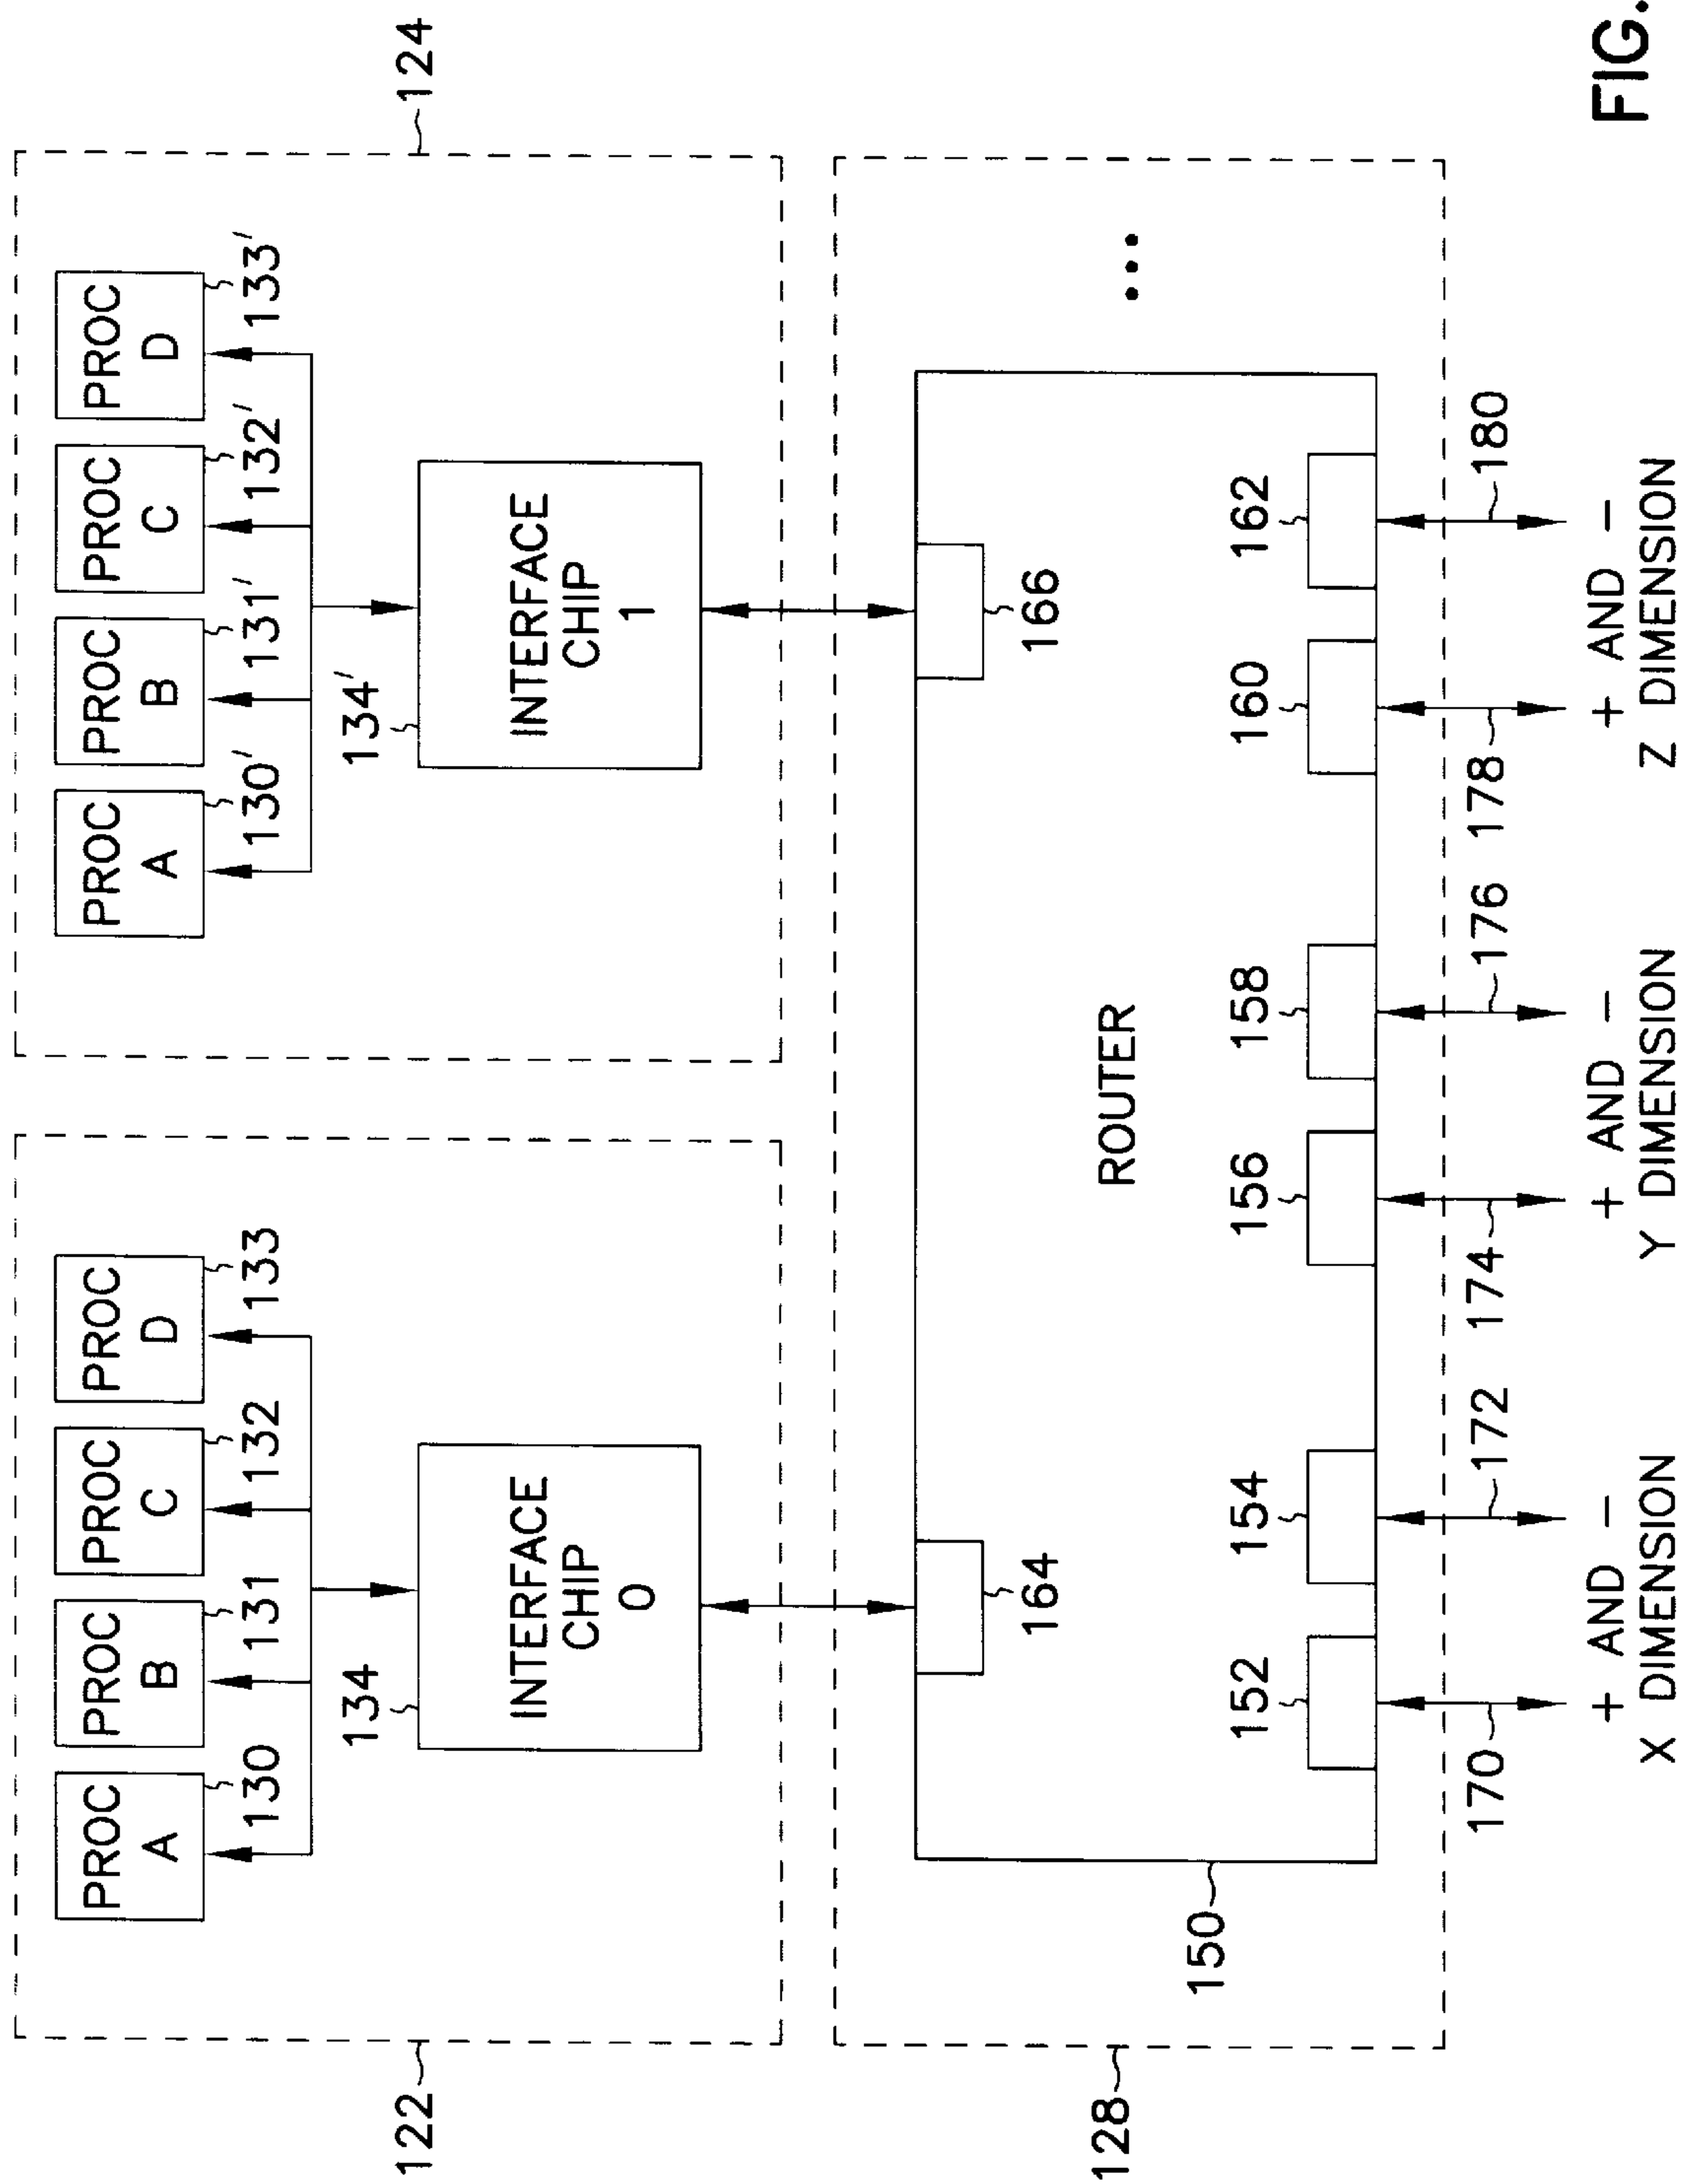 124
PROC
A
PROC
B
PROC
C
PROC
D
130
131
132
133
PROC
A
PROC
B
PROC
C
PROC
D
130'
131'
132'
133'
134
INTERFACE
CHIP
0
134'
INTERFACE
CHIP
1
122
164
166
ROUTER
...
150
152
154
156
158
160
162
128
170
172
174
176
178
180
+ AND −
X DIMENSION
+ AND −
Y DIMENSION
+ AND −
Z DIMENSION
FIG.